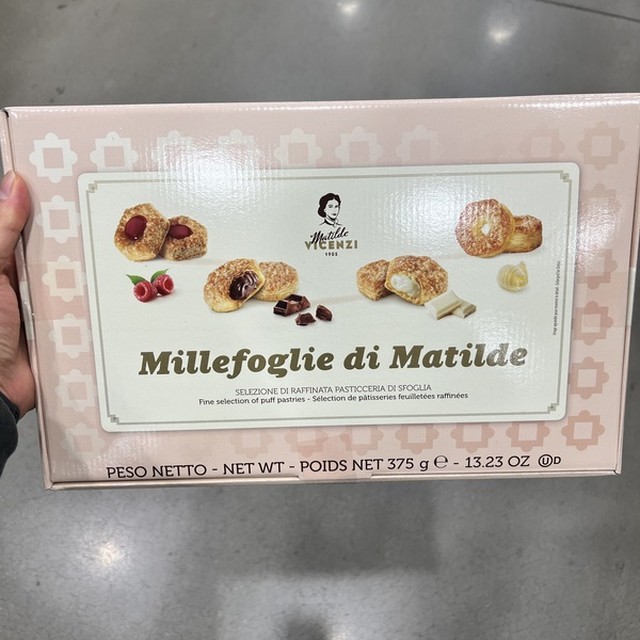 Matilde
VICENZI
1905
Millefoglie di Matilde
SELEZIONE DI RAFFINATA PASTICCERIA DI SFOGLIA
Fine selection of puff pastries - Sélection de pâtisseries feuilletées raffinées
PESO NETTO - NET WT - POIDS NET 375 g ℮ - 13.23 OZ ⓊD